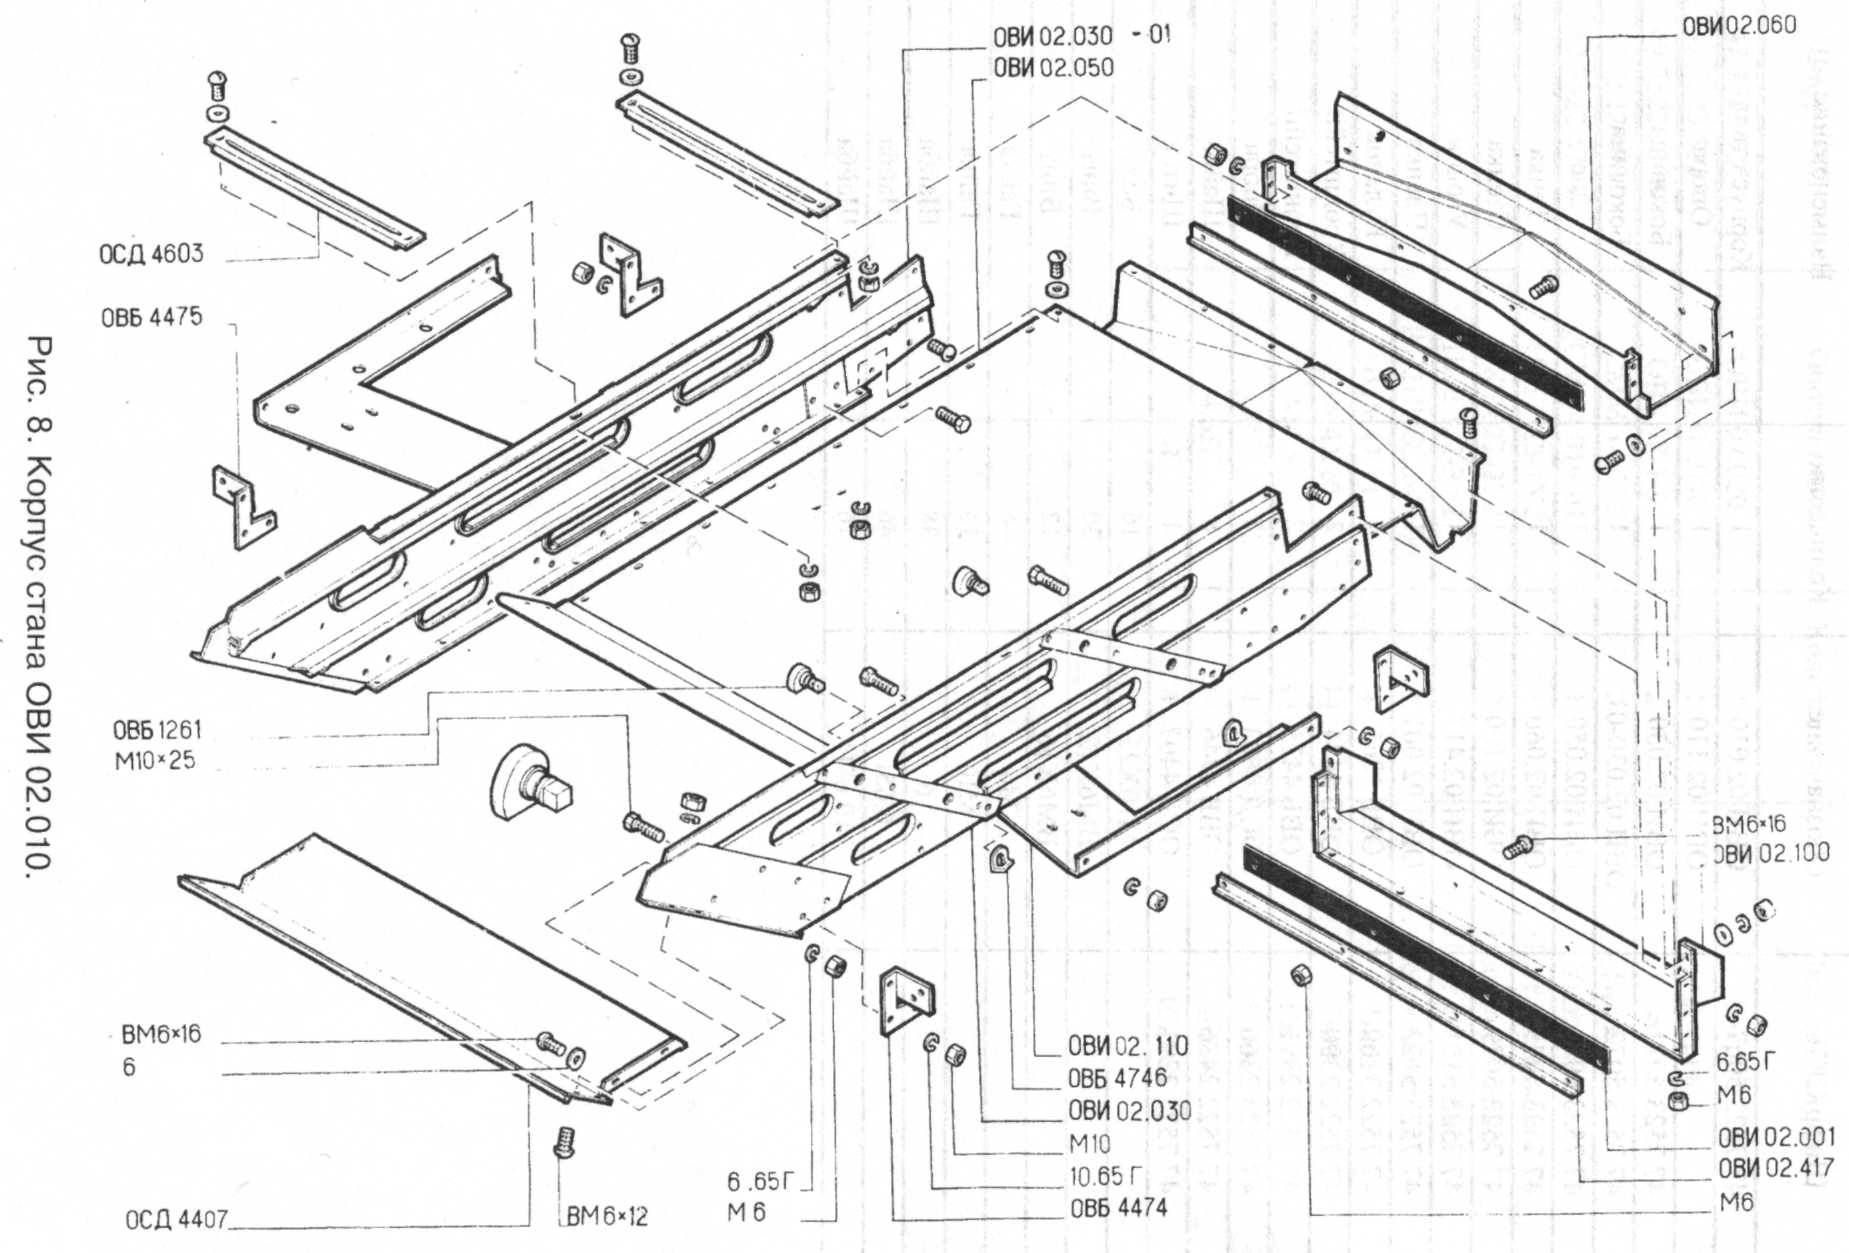 ОВИ 02.030 - 01
ОВИ 02.050
ОВИ 02.060
ОСД 4603
ОВБ 4475
ОВБ 1261
М10×25
ВМ6×16
6
ОСД 4407
ВМ6×12
6.65Г
М6
ОВИ 02.110
ОВБ 4746
ОВИ 02.030
М10
10.65Г
ОВБ 4474
ВМ6×16
ОВИ 02.100
6.65Г
М6
ОВИ 02.001
ОВИ 02.417
М6
Рис. 8. Корпус стана ОВИ 02.010.